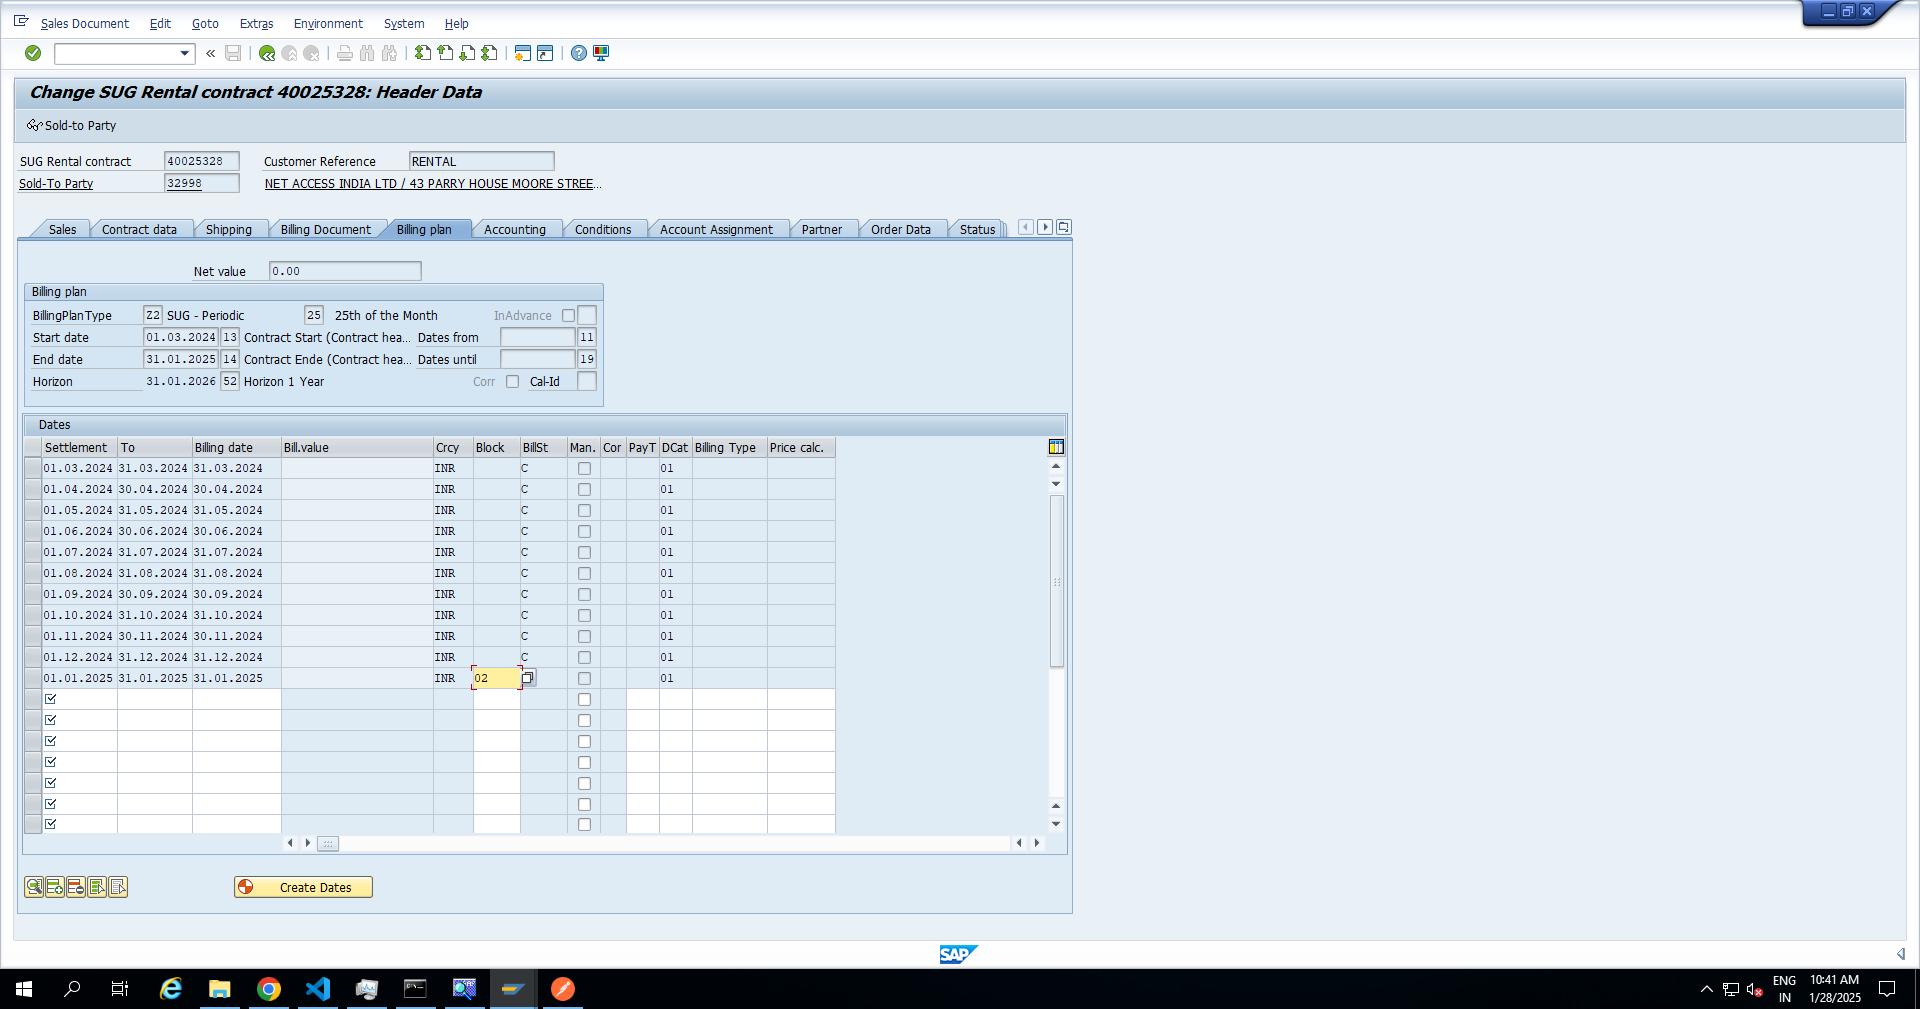 Sales Document Edit Goto Extras Environment System Help
Change SUG Rental contract 40025328: Header Data
Sold-to Party
SUG Rental contract 40025328 Customer Reference RENTAL
Sold-To Party 32998 NET ACCESS INDIA LTD / 43 PARRY HOUSE MOORE STREE...
Sales Contract data Shipping Billing Document Billing plan Accounting Conditions Account Assignment Partner Order Data Status
Net value 0.00
Billing plan
BillingPlanType Z2 SUG - Periodic 25 25th of the Month InAdvance
Start date 01.03.2024 13 Contract Start (Contract hea... Dates from 11
End date 31.01.2025 14 Contract Ende (Contract hea... Dates until 19
Horizon 31.01.2026 52 Horizon 1 Year Corr Cal-Id
Dates
Settlement To Billing date Bill.value Crcy Block BillSt Man. Cor PayT DCat Billing Type Price calc.
01.03.2024 31.03.2024 31.03.2024 INR C 01
01.04.2024 30.04.2024 30.04.2024 INR C 01
01.05.2024 31.05.2024 31.05.2024 INR C 01
01.06.2024 30.06.2024 30.06.2024 INR C 01
01.07.2024 31.07.2024 31.07.2024 INR C 01
01.08.2024 31.08.2024 31.08.2024 INR C 01
01.09.2024 30.09.2024 30.09.2024 INR C 01
01.10.2024 31.10.2024 31.10.2024 INR C 01
01.11.2024 30.11.2024 30.11.2024 INR C 01
01.12.2024 31.12.2024 31.12.2024 INR C 01
01.01.2025 31.01.2025 31.01.2025 INR 02 01
Create Dates
SAP
ENG 10:41 AM
IN 1/28/2025